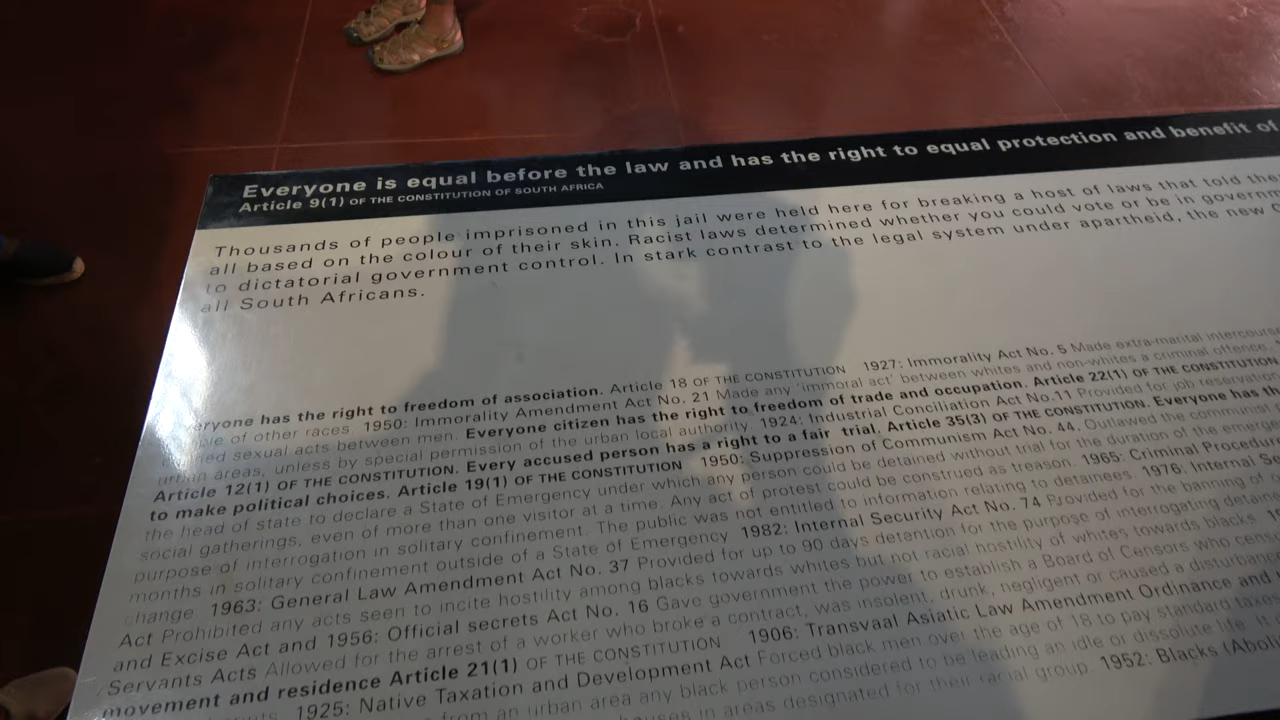 Everyone is equal before the law and has the right to equal protection and benefit of
Article 9(1) OF THE CONSTITUTION OF SOUTH AFRICA
Thousands of people imprisoned in this jail were held here for breaking a host of laws that told
all based on the colour of their skin. Racist laws determined whether you could vote or be in
to dictatorial government control. In stark contrast to the legal system under apartheid, the new
all South Africans.
eryone has the right to freedom of association. Article 18 OF THE CONSTITUTION 1927: Immorality Act No. 5 Made extra-marital intercourse
of other races. 1950: Immorality Amendment Act No. 21 Made any 'immoral act' between whites and non-whites a criminal offence.
sexual acts between men. Every citizen has the right to freedom of trade and occupation. Article 22(1) OF THE CONSTITUTION
urban areas, unless by special permission of the urban local authority. 1924: Industrial Conciliation Act No.11 Provided for job reservation
Article 12(1) OF THE CONSTITUTION. Every accused person has a right to a fair trial. Article 35(3) OF THE CONSTITUTION. Everyone has
to make political choices. Article 19(1) OF THE CONSTITUTION 1950: Suppression of Communism Act No. 44. Outlawed the communist
the head of state to declare a State of Emergency under which any person could be detained without trial for the duration of the
social gatherings, even of more than one visitor at a time. Any act of protest could be construed as treason. 1965: Criminal
purpose of interrogation in solitary confinement. The public was not entitled to information relating to detainees. 1976: Internal
months in solitary confinement outside of a State of Emergency 1982: Internal Security Act No. 74 Provided for the banning of
change 1963: General Law Amendment Act No. 37 Provided for up to 90 days detention for the purpose of interrogating
Act Prohibited any acts seen to incite hostility among blacks towards whites but not racial hostility of whites towards blacks
and Excise Act and 1956: Official secrets Act No. 16 Gave government the power to establish a Board of Censors who
Servants Acts Allowed for the arrest of a worker who broke a contract, was insolent, drunk, negligent or caused a
movement and residence Article 21(1) OF THE CONSTITUTION 1906: Transvaal Asiatic Law Amendment Ordinance and
1925: Native Taxation and Development Act Forced black men over the age of 18 to pay standard taxes
from an urban area any black person considered to be leading an idle or dissolute life.
in areas designated for their racial group. 1952: Blacks